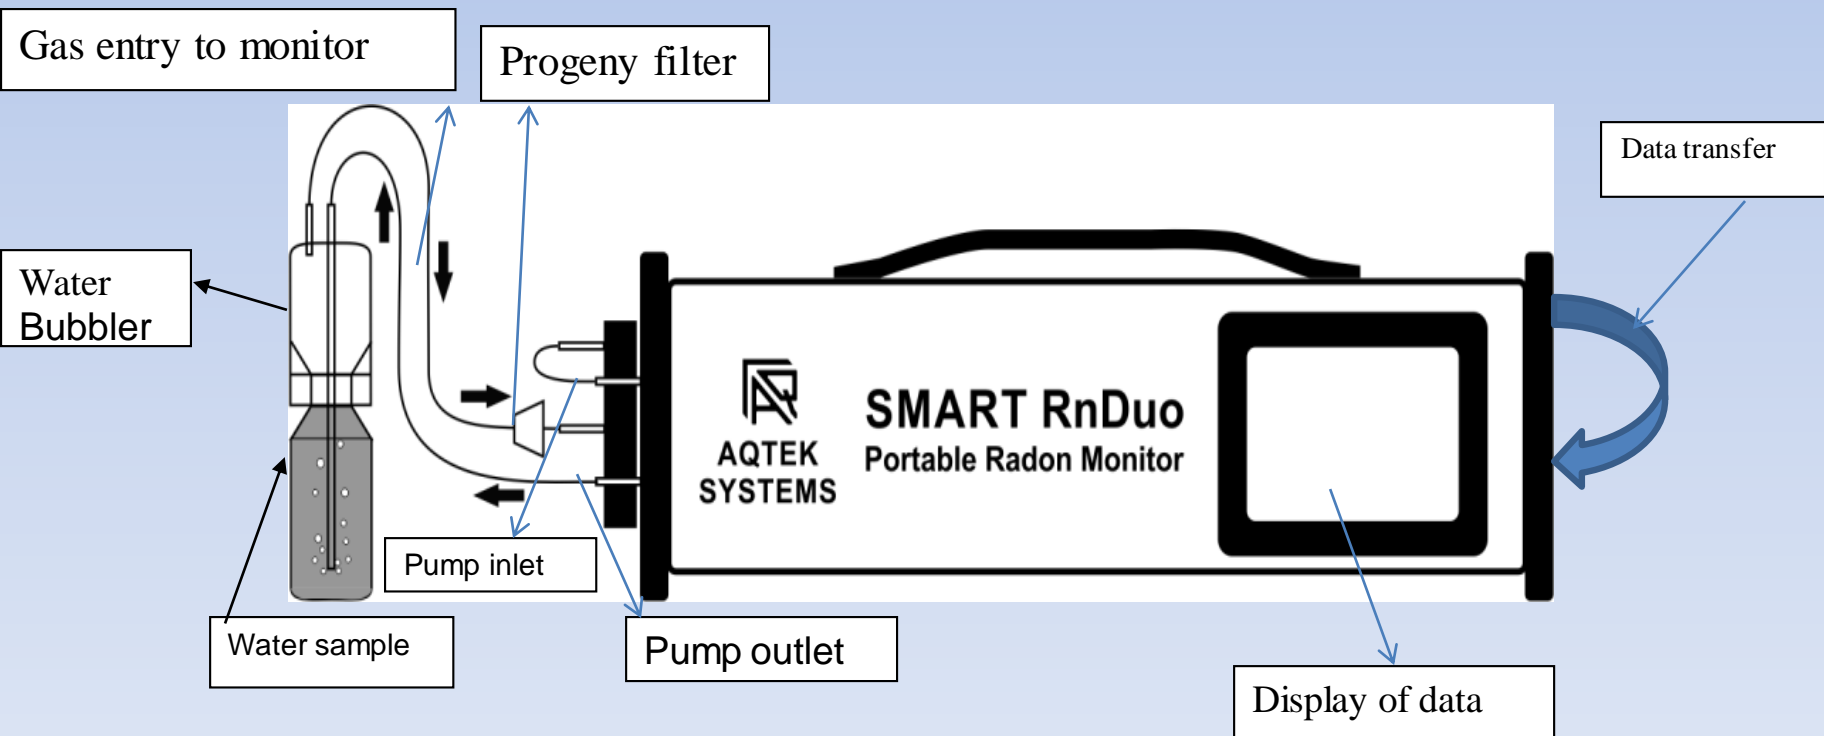 Gas entry to monitor
Progeny filter
Data transfer
Water
Bubbler
AQTEK
SYSTEMS
SMART RnDuo
Portable Radon Monitor
Pump inlet
Water sample
Pump outlet
Display of data